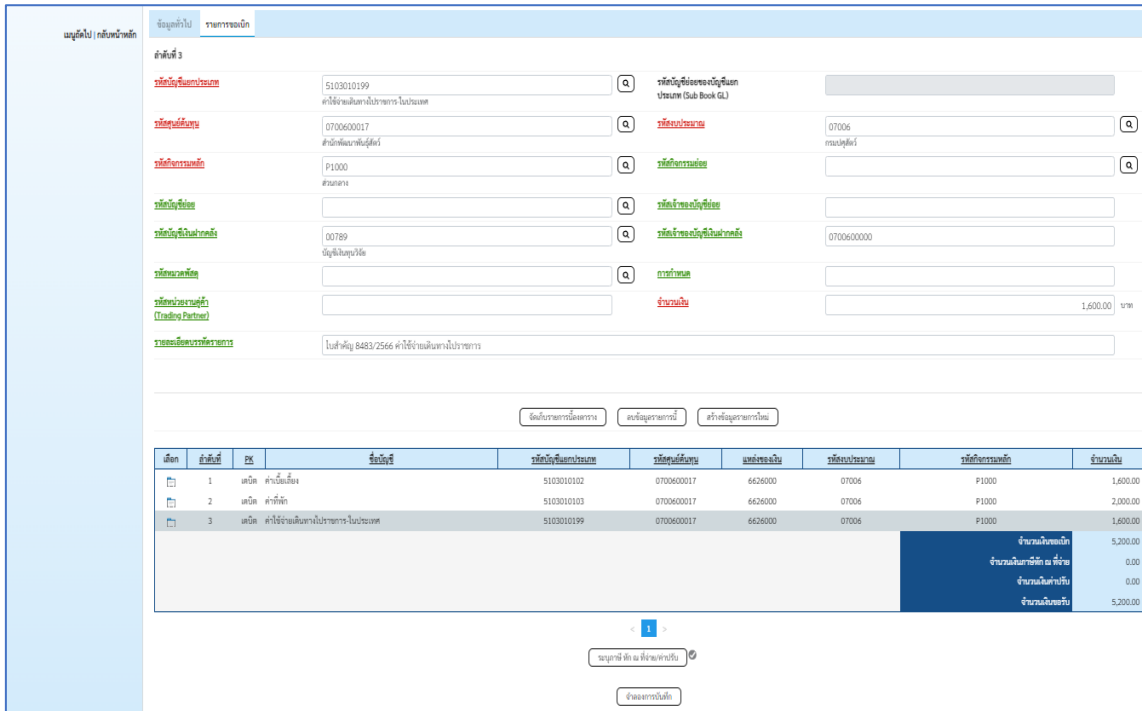 เมนูถัดไป | กลับหน้าหลัก
ข้อมูลทั่วไป รายการขอเบิก
ลำดับที่ 3
รหัสบัญชีแยกประเภท 5103010199 รหัสบัญชีย่อยของบัญชีแยก
ประเภท (Sub Book GL)
ค่าใช้จ่ายเดินทางไปราชการ-ในประเทศ
รหัสศูนย์ต้นทุน 0700600017 รหัสงบประมาณ 07006
สำนักพัฒนาพันธุ์สัตว์ กรมปศุสัตว์
รหัสกิจกรรมหลัก P1000 รหัสกิจกรรมย่อย
ส่วนกลาง
รหัสบัญชีย่อย รหัสเจ้าของบัญชีย่อย
รหัสบัญชีเงินฝากคลัง 00789 รหัสเจ้าของบัญชีเงินฝากคลัง 0700600000
บัญชีเงินทุนวิจัย
รหัสหมวดพัสดุ การกำหนด
รหัสหน่วยงานคู่ค้า จำนวนเงิน 1,600.00 บาท
(Trading Partner)
รายละเอียดบรรทัดรายการ ใบสำคัญ 8483/2566 ค่าใช้จ่ายเดินทางไปราชการ
จัดเก็บรายการนี้ลงตาราง ลบข้อมูลรายการนี้ สร้างข้อมูลรายการใหม่
เลือก ลำดับที่ PK ชื่อบัญชี รหัสบัญชีแยกประเภท รหัสศูนย์ต้นทุน แหล่งของเงิน รหัสงบประมาณ รหัสกิจกรรมหลัก จำนวนเงิน
1 เดบิต ค่าเบี้ยเลี้ยง 5103010102 0700600017 6626000 07006 P1000 1,600.00
2 เดบิต ค่าที่พัก 5103010103 0700600017 6626000 07006 P1000 2,000.00
3 เดบิต ค่าใช้จ่ายเดินทางไปราชการ-ในประเทศ 5103010199 0700600017 6626000 07006 P1000 1,600.00
จำนวนเงินขอเบิก 5,200.00
จำนวนเงินภาษีหัก ณ ที่จ่าย 0.00
จำนวนเงินค่าปรับ 0.00
จำนวนเงินขอรับ 5,200.00
< 1 >
ระบุภาษี หัก ณ ที่จ่าย/ค่าปรับ
จำลองการบันทึก